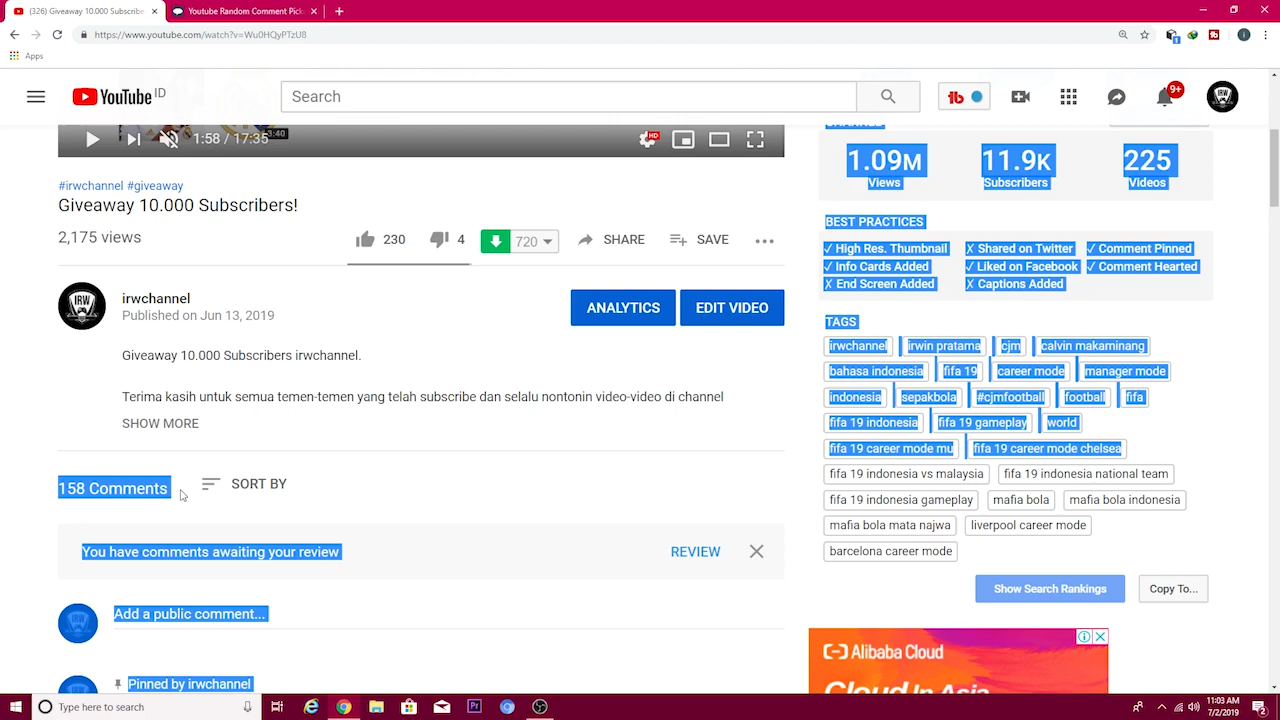 (326) Giveaway 10.000 Subscribe
Youtube Random Comment Pick
https://www.youtube.com/watch?v=Wu0HQyPTzU8
Apps
YouTube ID
Search
tb
9+
1:58 / 17:35
3:40
HD
1.09M
11.9K
225
Views
Subscribers
Videos
#irwchannel #giveaway
Giveaway 10.000 Subscribers!
2,175 views
230
4
720
SHARE
SAVE
BEST PRACTICES
✓ High Res. Thumbnail
✗ Shared on Twitter
✓ Comment Pinned
✓ Info Cards Added
✗ Liked on Facebook
✓ Comment Hearted
✗ End Screen Added
✗ Captions Added
IRW
irwchannel
Published on Jun 13, 2019
ANALYTICS
EDIT VIDEO
Giveaway 10.000 Subscribers irwchannel.
Terima kasih untuk semua temen-temen yang telah subscribe dan selalu nontonin video-video di channel
SHOW MORE
TAGS
irwchannel
irwin pratama
cjm
calvin makaminang
bahasa indonesia
fifa 19
career mode
manager mode
indonesia
sepakbola
#cjmfootball
football
fifa
fifa 19 indonesia
fifa 19 gameplay
world
fifa 19 career mode mu
fifa 19 career mode chelsea
fifa 19 indonesia vs malaysia
fifa 19 indonesia national team
fifa 19 indonesia gameplay
mafia bola
mafia bola indonesia
mafia bola mata najwa
liverpool career mode
barcelona career mode
Show Search Rankings
Copy To...
158 Comments
SORT BY
You have comments awaiting your review
REVIEW
Add a public comment...
Pinned by irwchannel
Alibaba Cloud
Cloud In Asia
Type here to search
11:03 AM
7/2/2019
2